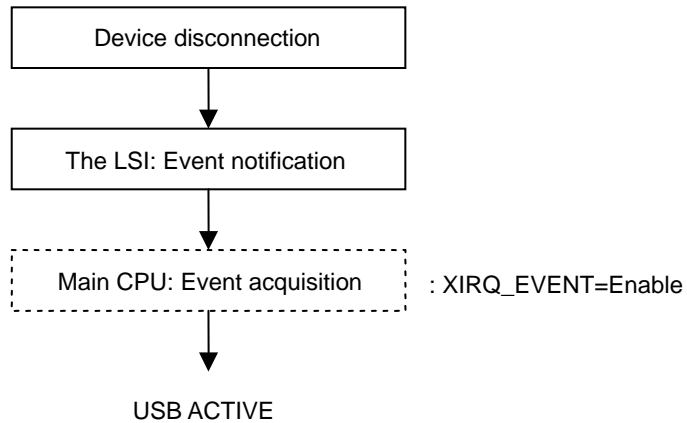 Device disconnection
The LSI: Event notification
Main CPU: Event acquisition : XIRQ_EVENT=Enable
USB ACTIVE